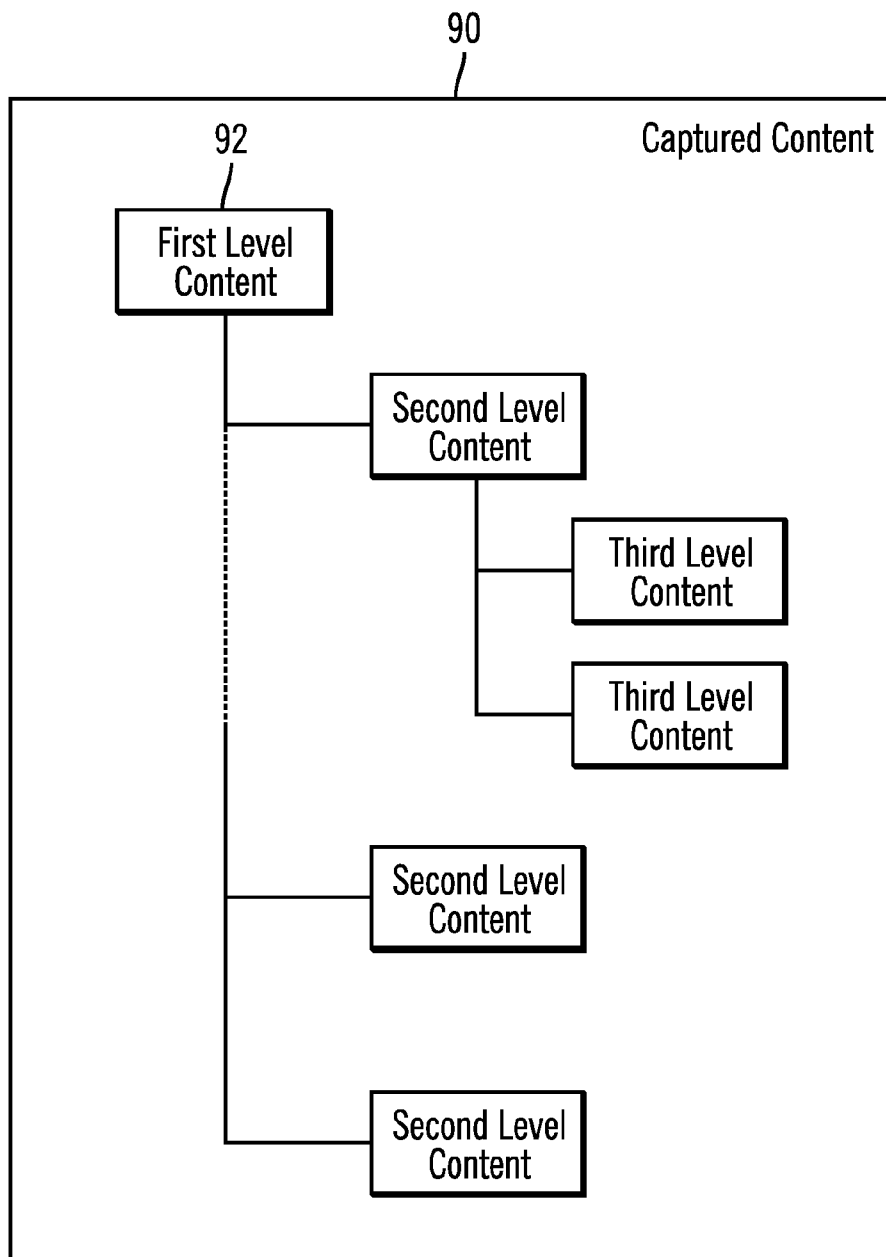 90
92
Captured Content
First Level
Content
Second Level
Content
Third Level
Content
Third Level
Content
Second Level
Content
Second Level
Content